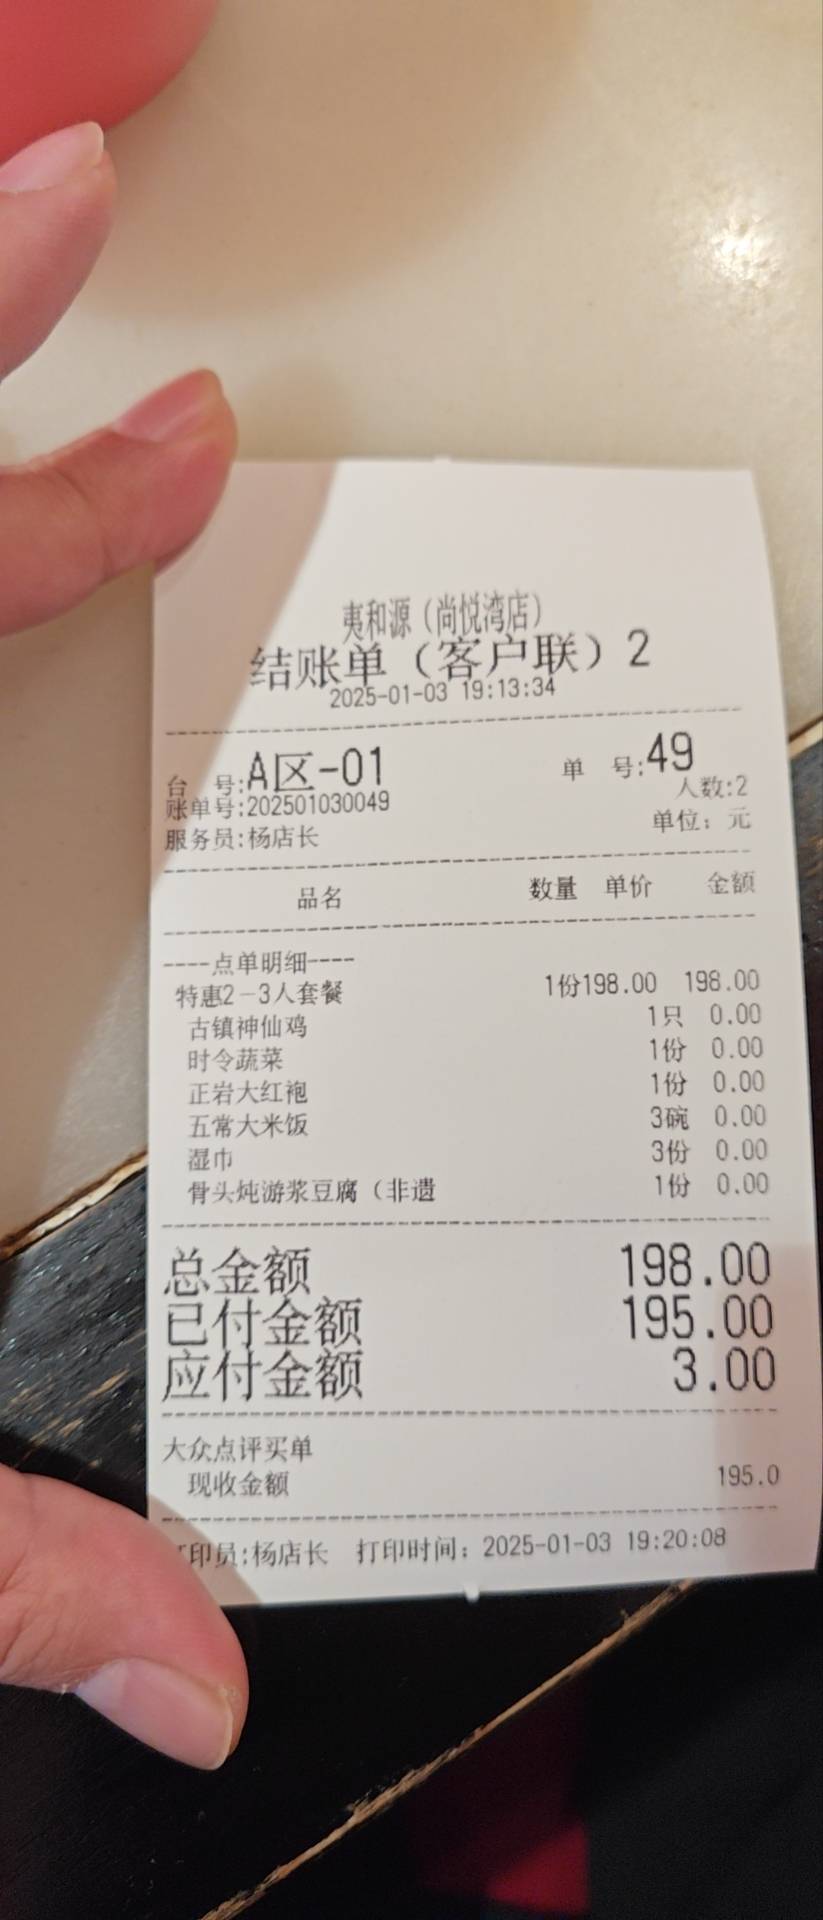 夷和源（尚悦湾店）
结账单（客户联）2
2025-01-03 19:13:34
台 号:A区-01 单 号:49
人数:2
账单号:202501030049
服务员:杨店长 单位：元
品名 数量 单价 金额
----点单明细----
特惠2-3人套餐 1份198.00 198.00
古镇神仙鸡 1只 0.00
时令蔬菜 1份 0.00
正岩大红袍 1份 0.00
五常大米饭 3碗 0.00
湿巾 3份 0.00
骨头炖游浆豆腐（非遗 1份 0.00
总金额 198.00
已付金额 195.00
应付金额 3.00
大众点评买单
现收金额 195.0
印员:杨店长 打印时间：2025-01-03 19:20:08